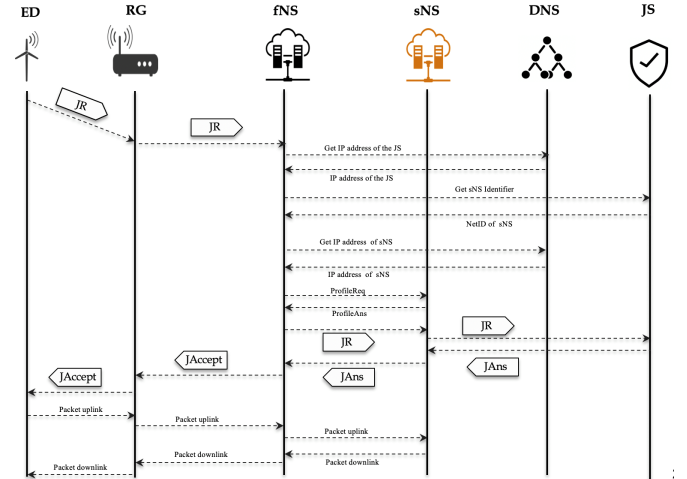 ED
RG
fNS
sNS
DNS
JS
JR
JR
Get IP address of the JS
IP address of the JS
Get sNS Identifier
NetID of sNS
Get IP address of sNS
IP address of sNS
ProfileReq
ProfileAns
JR
JR
JAccept
JAns
JAns
JAccept
Packet uplink
Packet uplink
Packet uplink
Packet downlink
Packet downlink
Packet downlink